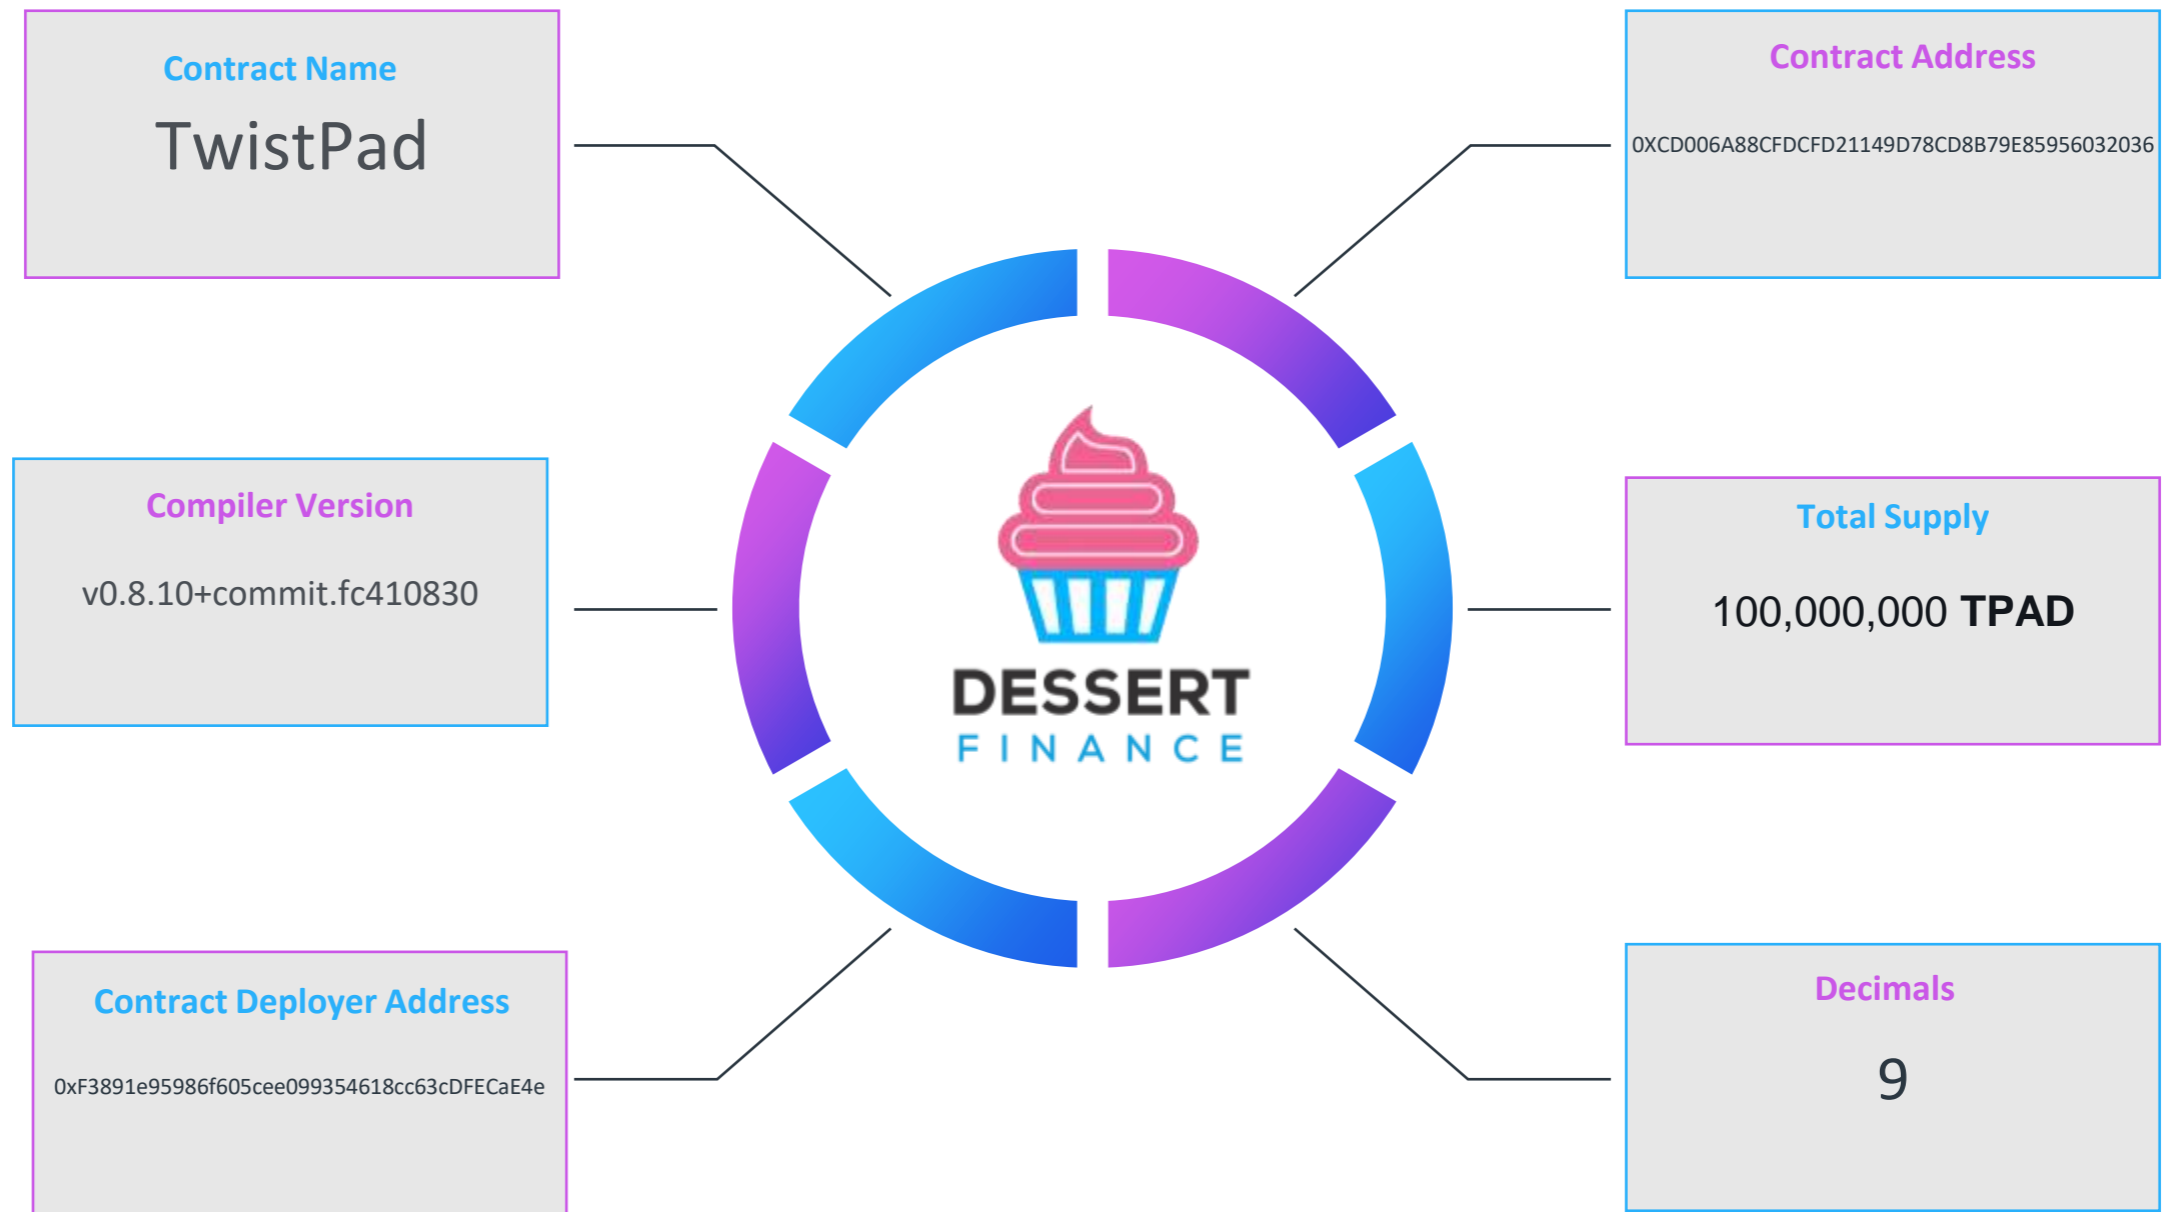 Contract Name
TwistPad
Contract Address
0XCD006A88CFDCFD21149D78CD8B79E85956032036
Compiler Version
v0.8.10+commit.fc410830
DESSERT
FINANCE
Total Supply
100,000,000 TPAD
Contract Deployer Address
0xF3891e95986f605cee099354618cc63cDFECaE4e
Decimals
9